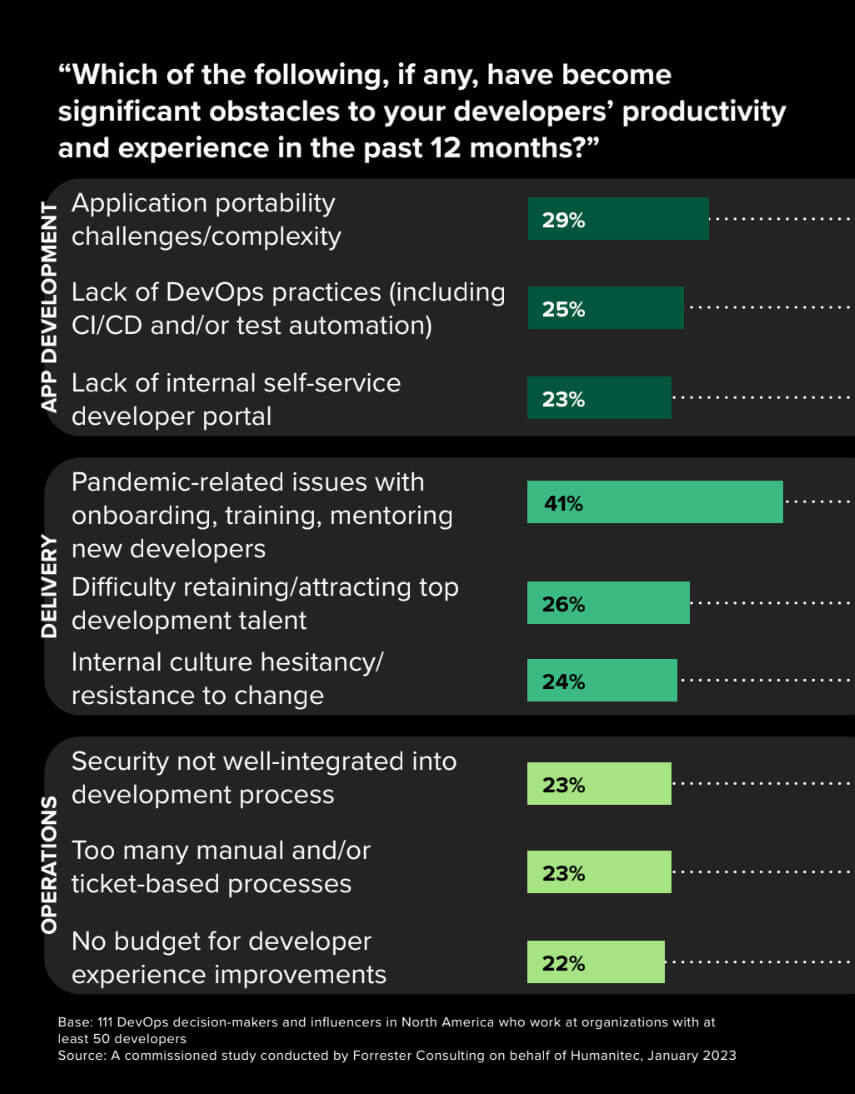 “Which of the following, if any, have become
significant obstacles to your developers’ productivity
and experience in the past 12 months?”
APP DEVELOPMENT
Application portability
challenges/complexity
29%
Lack of DevOps practices (including
CI/CD and/or test automation)
25%
Lack of internal self-service
developer portal
23%
DELIVERY
Pandemic-related issues with
onboarding, training, mentoring
new developers
41%
Difficulty retaining/attracting top
development talent
26%
Internal culture hesitancy/
resistance to change
24%
OPERATIONS
Security not well-integrated into
development process
23%
Too many manual and/or
ticket-based processes
23%
No budget for developer
experience improvements
22%
Base: 111 DevOps decision-makers and influencers in North America who work at organizations with at
least 50 developers
Source: A commissioned study conducted by Forrester Consulting on behalf of Humanitec, January 2023